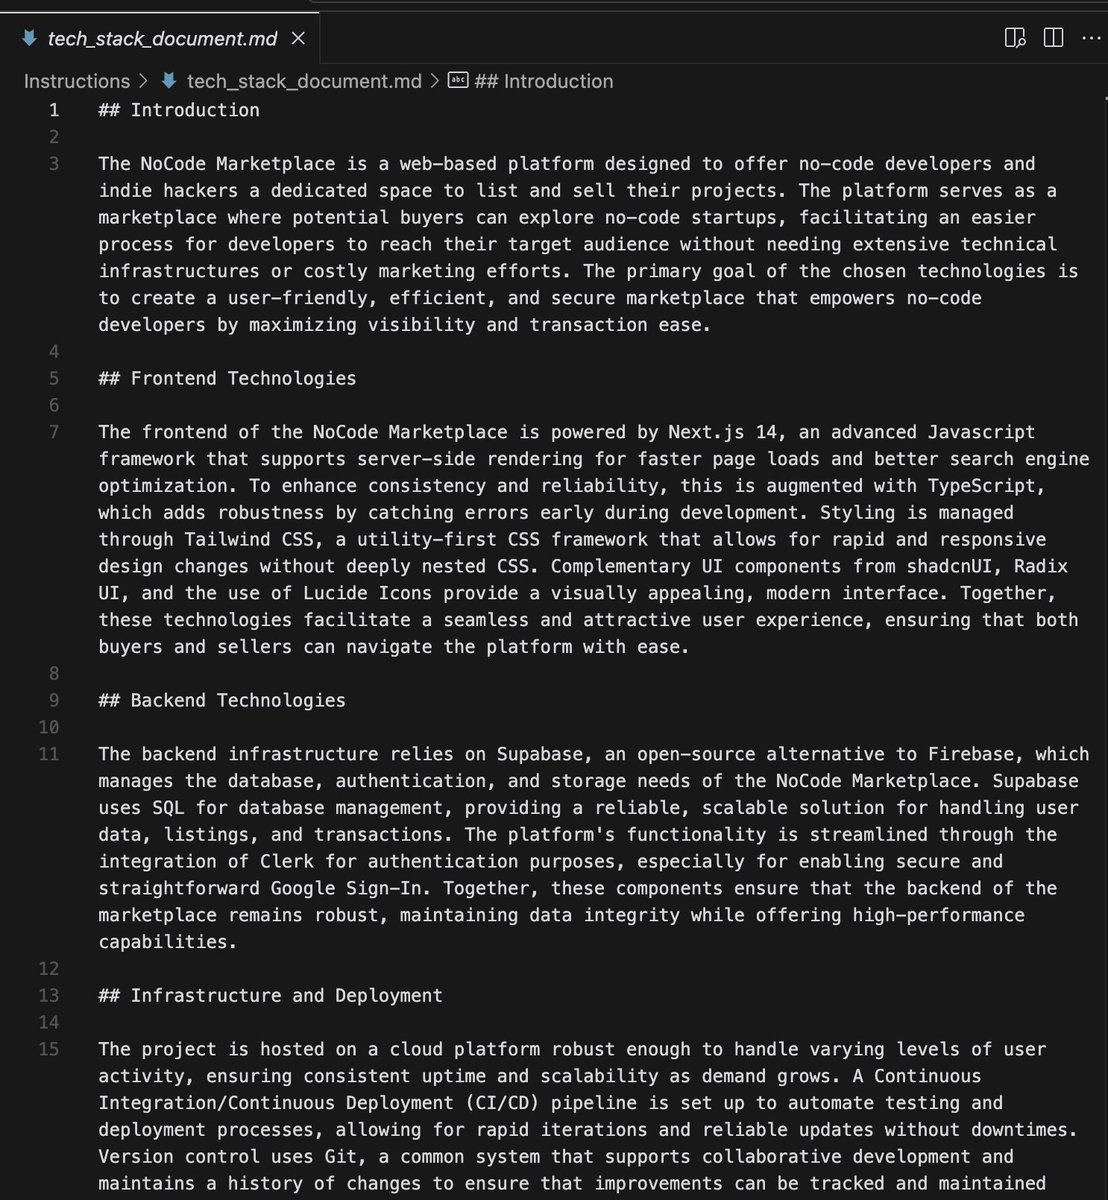 tech_stack_document.md
Instructions > tech_stack_document.md > abc ## Introduction
1 ## Introduction
2
3 The NoCode Marketplace is a web-based platform designed to offer no-code developers and
indie hackers a dedicated space to list and sell their projects. The platform serves as a
marketplace where potential buyers can explore no-code startups, facilitating an easier
process for developers to reach their target audience without needing extensive technical
infrastructures or costly marketing efforts. The primary goal of the chosen technologies is
to create a user-friendly, efficient, and secure marketplace that empowers no-code
developers by maximizing visibility and transaction ease.
4
5 ## Frontend Technologies
6
7 The frontend of the NoCode Marketplace is powered by Next.js 14, an advanced Javascript
framework that supports server-side rendering for faster page loads and better search engine
optimization. To enhance consistency and reliability, this is augmented with TypeScript,
which adds robustness by catching errors early during development. Styling is managed
through Tailwind CSS, a utility-first CSS framework that allows for rapid and responsive
design changes without deeply nested CSS. Complementary UI components from shadcnUI, Radix
UI, and the use of Lucide Icons provide a visually appealing, modern interface. Together,
these technologies facilitate a seamless and attractive user experience, ensuring that both
buyers and sellers can navigate the platform with ease.
8
9 ## Backend Technologies
10
11 The backend infrastructure relies on Supabase, an open-source alternative to Firebase, which
manages the database, authentication, and storage needs of the NoCode Marketplace. Supabase
uses SQL for database management, providing a reliable, scalable solution for handling user
data, listings, and transactions. The platform's functionality is streamlined through the
integration of Clerk for authentication purposes, especially for enabling secure and
straightforward Google Sign-In. Together, these components ensure that the backend of the
marketplace remains robust, maintaining data integrity while offering high-performance
capabilities.
12
13 ## Infrastructure and Deployment
14
15 The project is hosted on a cloud platform robust enough to handle varying levels of user
activity, ensuring consistent uptime and scalability as demand grows. A Continuous
Integration/Continuous Deployment (CI/CD) pipeline is set up to automate testing and
deployment processes, allowing for rapid iterations and reliable updates without downtimes.
Version control uses Git, a common system that supports collaborative development and
maintains a history of changes to ensure that improvements can be tracked and maintained